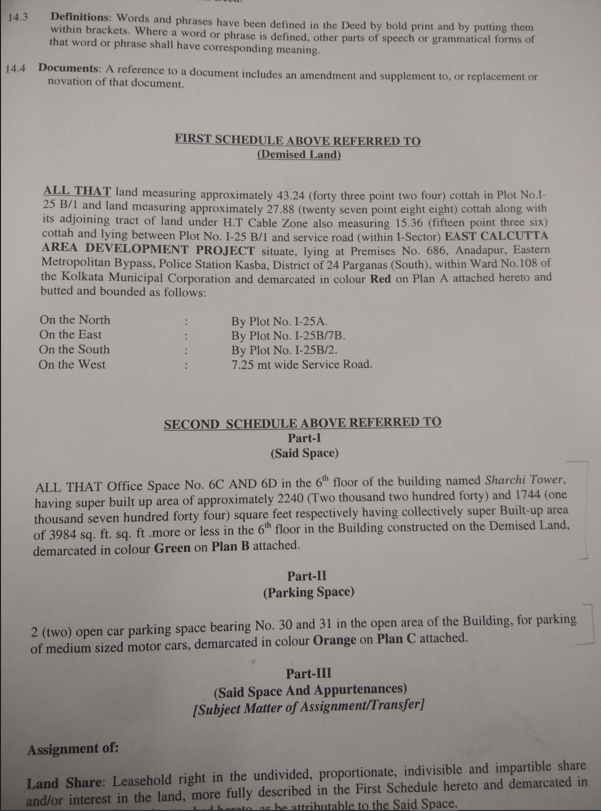 14.3 Definitions: Words and phrases have been defined in the Deed by bold print and by putting them
within brackets. Where a word or phrase is defined, other parts of speech or grammatical forms of
that word or phrase shall have corresponding meaning.
14.4 Documents: A reference to a document includes an amendment and supplement to, or replacement or
novation of that document.
FIRST SCHEDULE ABOVE REFERRED TO
(Demised Land)
ALL THAT land measuring approximately 43.24 (forty three point two four) cottah in Plot No.I-
25 B/1 and land measuring approximately 27.88 (twenty seven point eight eight) cottah along with
its adjoining tract of land under H.T Cable Zone also measuring 15.36 (fifteen point three six)
cottah and lying between Plot No. I-25 B/1 and service road (within I-Sector) EAST CALCUTTA
AREA DEVELOPMENT PROJECT situate, lying at Premises No. 686, Anadapur, Eastern
Metropolitan Bypass, Police Station Kasba, District of 24 Parganas (South), within Ward No.108 of
the Kolkata Municipal Corporation and demarcated in colour Red on Plan A attached hereto and
butted and bounded as follows:
On the North : By Plot No. I-25A.
On the East : By Plot No. I-25B/7B.
On the South : By Plot No. I-25B/2.
On the West : 7.25 mt wide Service Road.
SECOND SCHEDULE ABOVE REFERRED TO
Part-I
(Said Space)
ALL THAT Office Space No. 6C AND 6D in the 6th floor of the building named Sharchi Tower,
having super built up area of approximately 2240 (Two thousand two hundred forty) and 1744 (one
thousand seven hundred forty four) square feet respectively having collectively super Built-up area
of 3984 sq. ft. sq. ft .more or less in the 6th floor in the Building constructed on the Demised Land,
demarcated in colour Green on Plan B attached.
Part-II
(Parking Space)
2 (two) open car parking space bearing No. 30 and 31 in the open area of the Building, for parking
of medium sized motor cars, demarcated in colour Orange on Plan C attached.
Part-III
(Said Space And Appurtenances)
[Subject Matter of Assignment/Transfer]
Assignment of:
Land Share: Leasehold right in the undivided, proportionate, indivisible and impartible share
and/or interest in the land, more fully described in the First Schedule hereto and demarcated in
hereto, as be attributable to the Said Space.